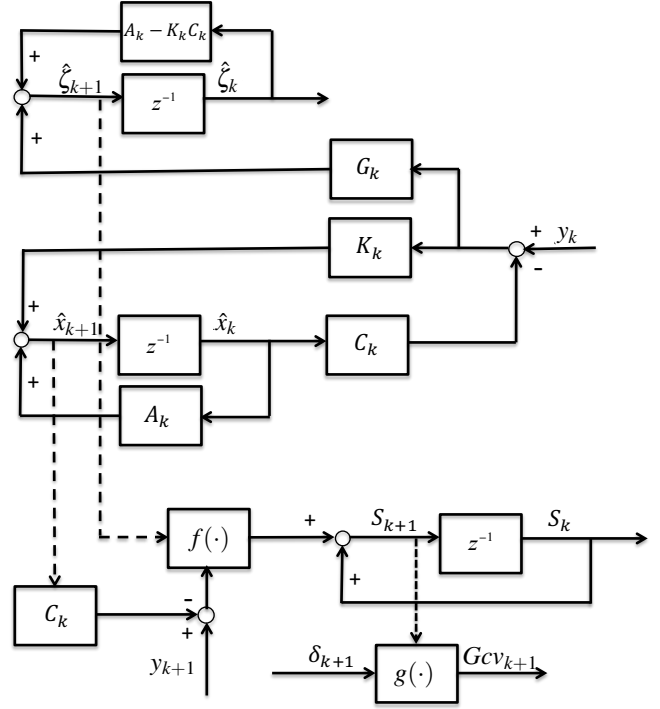 A_k − K_k C_k
+
ζ̂_{k+1}
z⁻¹
ζ̂_k
+
G_k
K_k
+
y_k
-
+
x̂_{k+1}
z⁻¹
x̂_k
C_k
+
A_k
f(·)
+
S_{k+1}
z⁻¹
S_k
+
C_k
-
+
y_{k+1}
δ_{k+1}
g(·)
Gcv_{k+1}